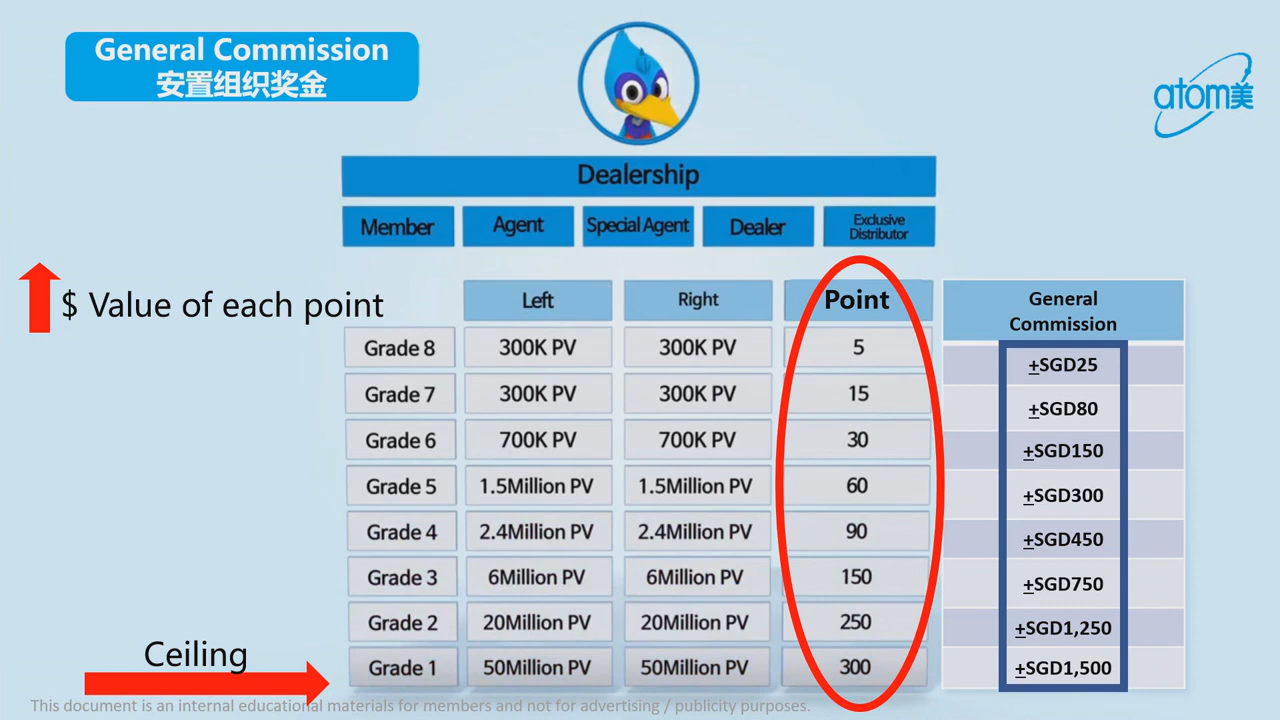 General Commission
安置组织奖金
atom美
Dealership
Member Agent Special Agent Dealer Exclusive Distributor
$ Value of each point
Left Right Point General Commission
Grade 8 300K PV 300K PV 5 ±SGD25
Grade 7 300K PV 300K PV 15 ±SGD80
Grade 6 700K PV 700K PV 30 ±SGD150
Grade 5 1.5Million PV 1.5Million PV 60 ±SGD300
Grade 4 2.4Million PV 2.4Million PV 90 ±SGD450
Grade 3 6Million PV 6Million PV 150 ±SGD750
Grade 2 20Million PV 20Million PV 250 ±SGD1,250
Ceiling
Grade 1 50Million PV 50Million PV 300 ±SGD1,500
This document is an internal educational materials for members and not for advertising / publicity purposes.